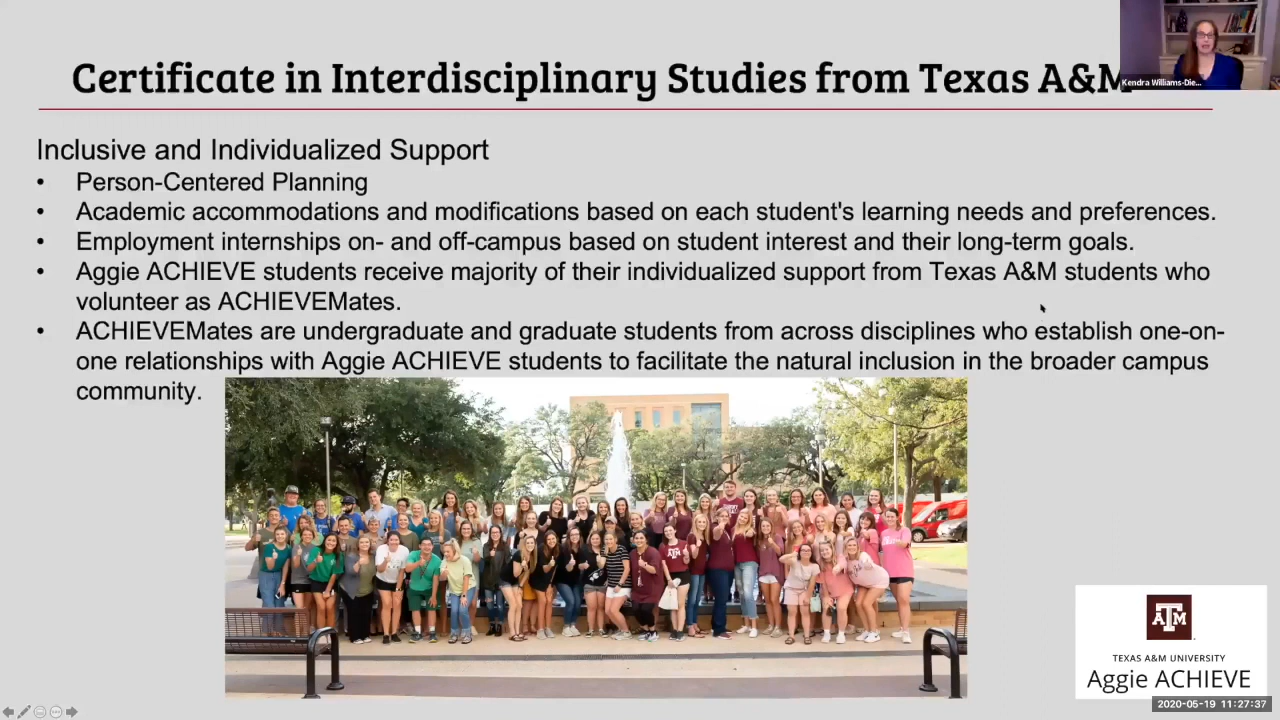 Certificate in Interdisciplinary Studies from Texas A&M
Kendra Williams-Die...
Inclusive and Individualized Support
• Person-Centered Planning
• Academic accommodations and modifications based on each student's learning needs and preferences.
• Employment internships on- and off-campus based on student interest and their long-term goals.
• Aggie ACHIEVE students receive majority of their individualized support from Texas A&M students who
volunteer as ACHIEVEMates.
• ACHIEVEMates are undergraduate and graduate students from across disciplines who establish one-on-
one relationships with Aggie ACHIEVE students to facilitate the natural inclusion in the broader campus
community.
ĀTM
TEXAS A&M UNIVERSITY
Aggie ACHIEVE
2020-05-19 11:27:37